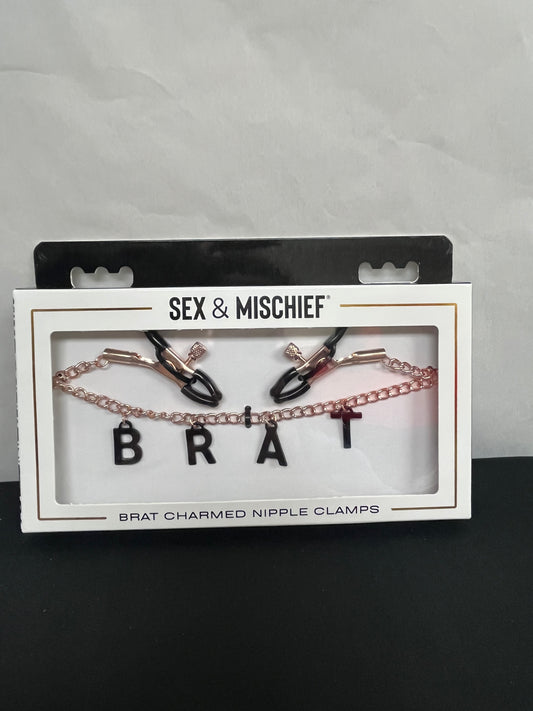 SEX & MISCHIEF®
B R A T
BRAT CHARMED NIPPLE CLAMPS